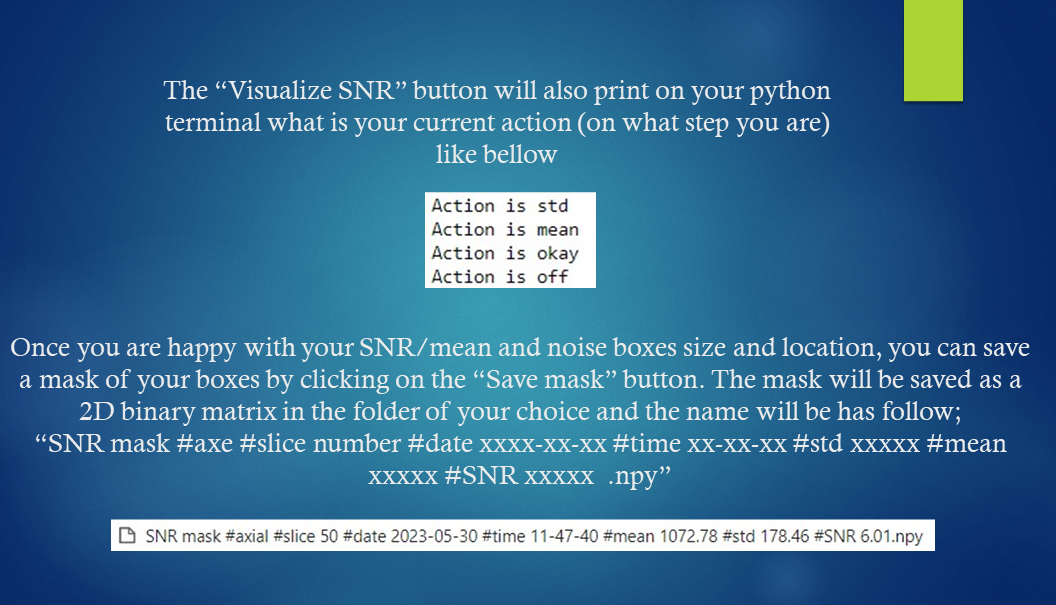 The “Visualize SNR” button will also print on your python
terminal what is your current action (on what step you are)
like bellow
Action is std
Action is mean
Action is okay
Action is off
Once you are happy with your SNR/mean and noise boxes size and location, you can save
a mask of your boxes by clicking on the “Save mask” button. The mask will be saved as a
2D binary matrix in the folder of your choice and the name will be has follow;
“SNR mask #axe #slice number #date xxxx-xx-xx #time xx-xx-xx #std xxxxx #mean
xxxxx #SNR xxxxx  .npy”
SNR mask #axial #slice 50 #date 2023-05-30 #time 11-47-40 #mean 1072.78 #std 178.46 #SNR 6.01.npy